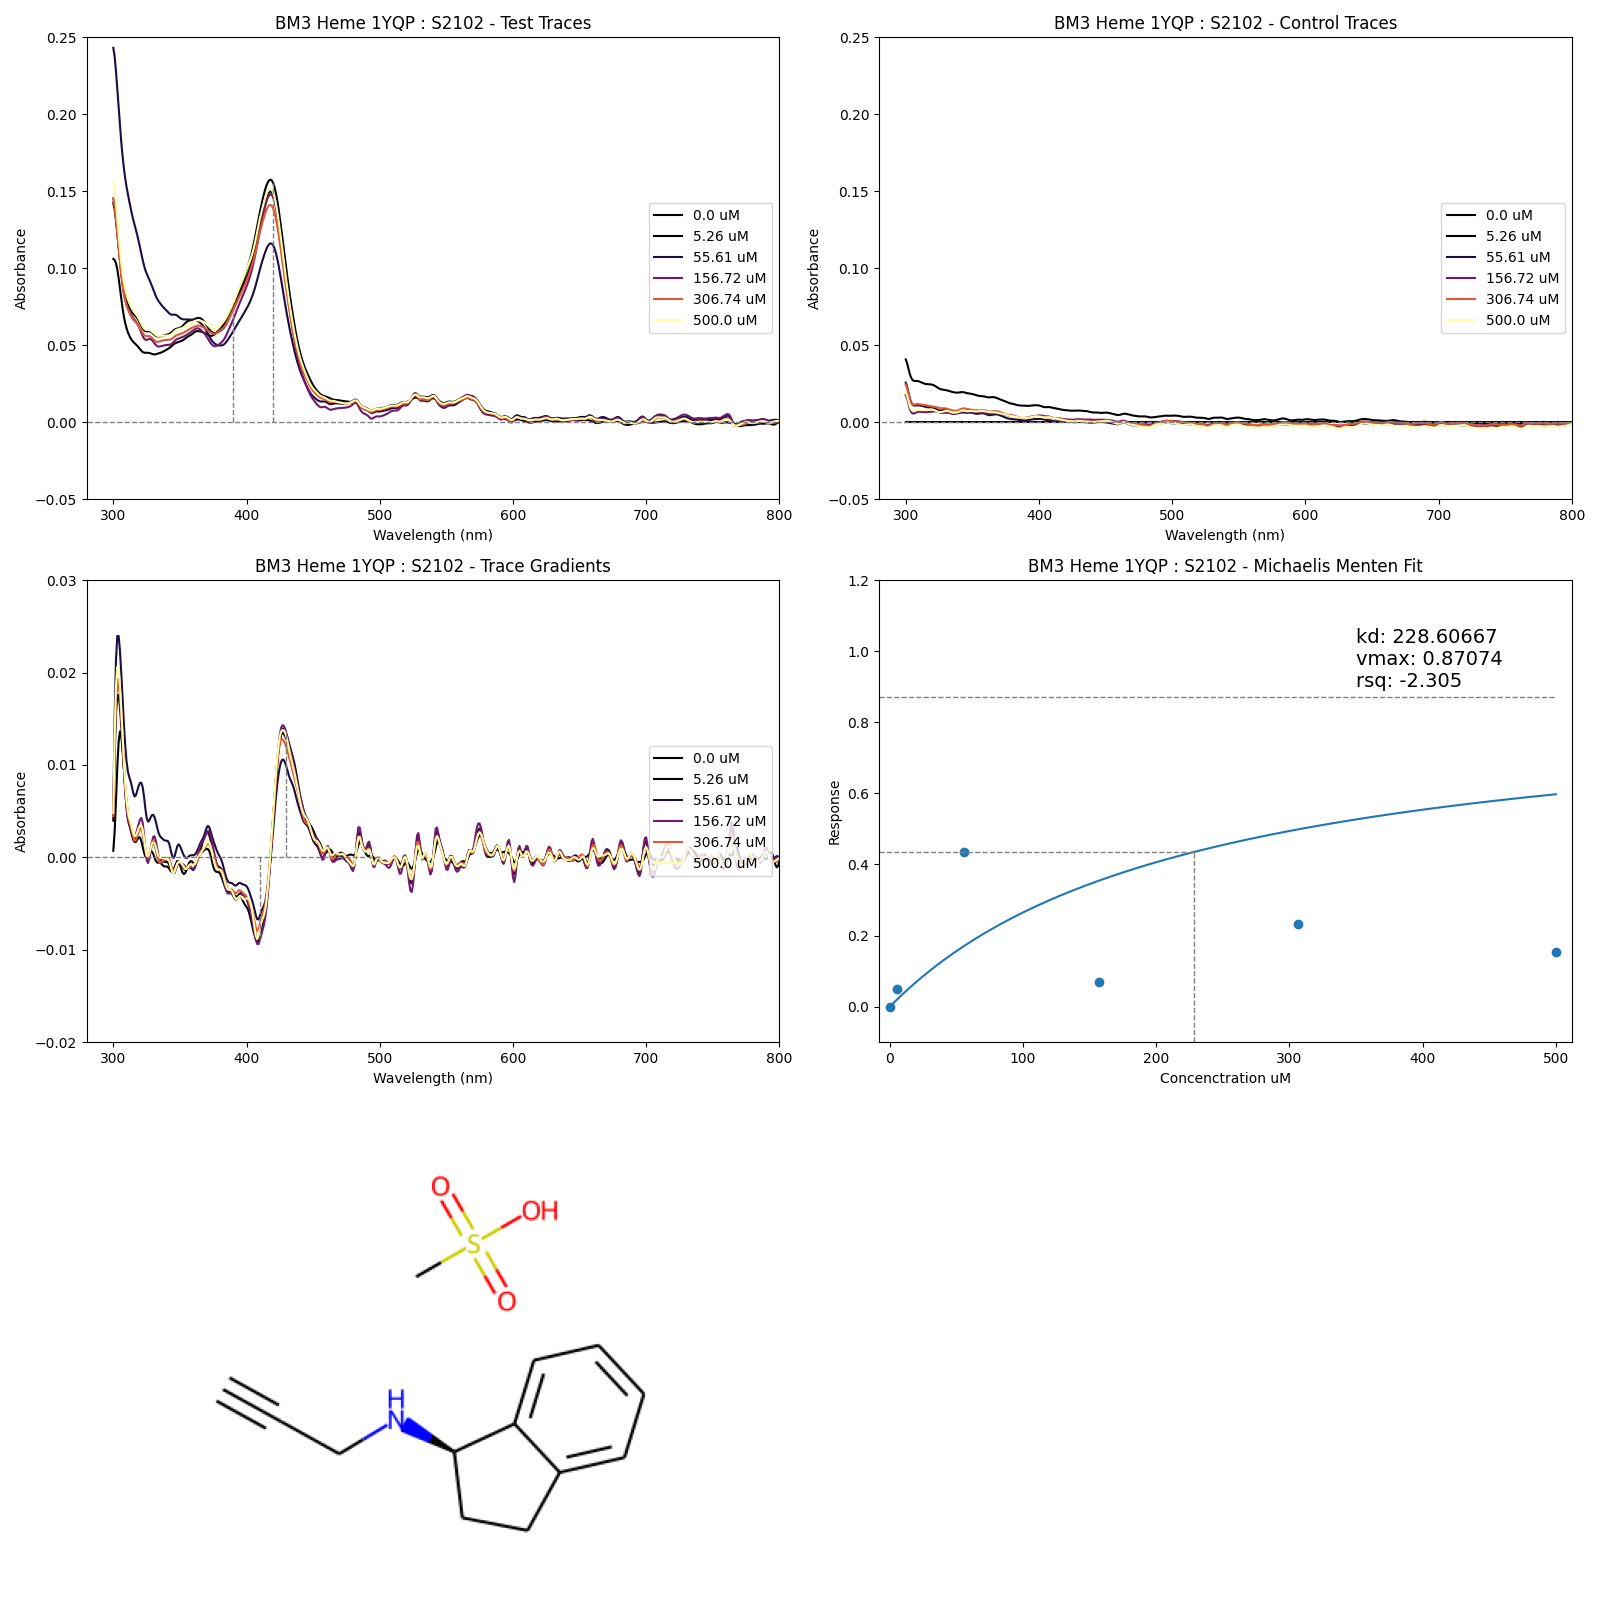 BM3 Heme 1YQP : S2102 - Test Traces
Absorbance
0.25
0.20
0.15
0.10
0.05
0.00
−0.05
300 400 500 600 700 800
Wavelength (nm)
0.0 uM
5.26 uM
55.61 uM
156.72 uM
306.74 uM
500.0 uM
BM3 Heme 1YQP : S2102 - Control Traces
Absorbance
0.25
0.20
0.15
0.10
0.05
0.00
−0.05
300 400 500 600 700 800
Wavelength (nm)
0.0 uM
5.26 uM
55.61 uM
156.72 uM
306.74 uM
500.0 uM
BM3 Heme 1YQP : S2102 - Trace Gradients
Absorbance
0.03
0.02
0.01
0.00
−0.01
−0.02
300 400 500 600 700 800
Wavelength (nm)
0.0 uM
5.26 uM
55.61 uM
156.72 uM
306.74 uM
500.0 uM
BM3 Heme 1YQP : S2102 - Michaelis Menten Fit
Response
1.2
1.0
0.8
0.6
0.4
0.2
0.0
0 100 200 300 400 500
Concenctration uM
kd: 228.60667
vmax: 0.87074
rsq: -2.305
O
OH
S
O
H
N